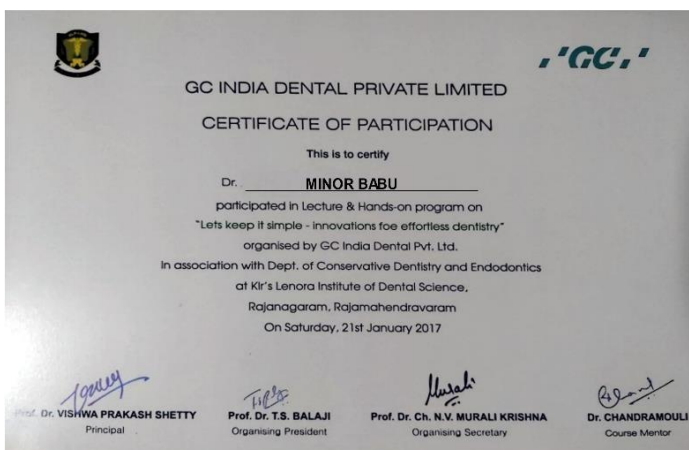 'GC,'
GC INDIA DENTAL PRIVATE LIMITED
CERTIFICATE OF PARTICIPATION
This is to certify
Dr. MINOR BABU
participated in Lecture & Hands-on program on
"Lets keep it simple - innovations foe effortless dentistry"
organised by GC India Dental Pvt. Ltd.
In association with Dept. of Conservative Dentistry and Endodontics
at Kir's Lenora Institute of Dental Science,
Rajanagaram, Rajamahendravaram
On Saturday, 21st January 2017
Prof. Dr. VISHWA PRAKASH SHETTY
Principal
Prof. Dr. T.S. BALAJI
Organising President
Prof. Dr. Ch. N.V. MURALI KRISHNA
Organising Secretary
Dr. CHANDRAMOULI
Course Mentor